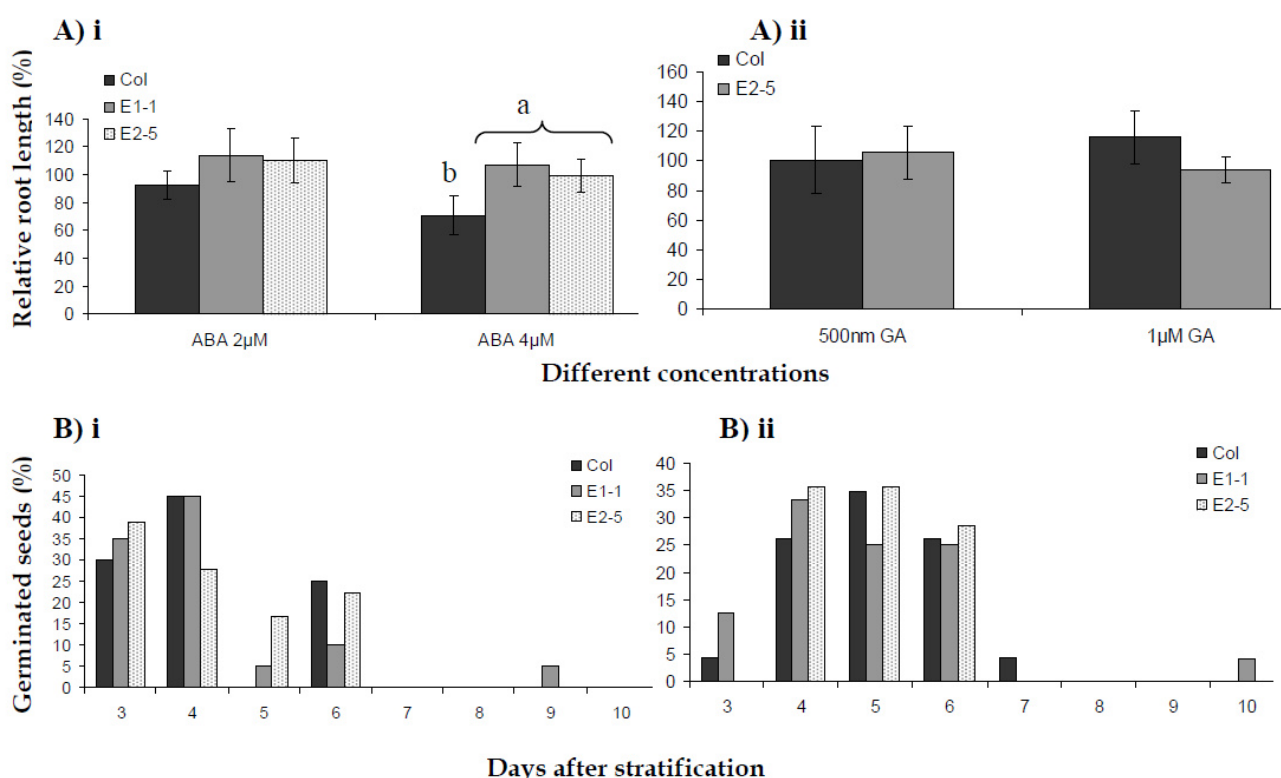 A) i
A) ii
Relative root length (%)
Col
E1-1
E2-5
140
120
100
80
60
40
20
0
b
a
ABA 2µM
ABA 4µM
Col
E2-5
160
140
120
100
80
60
40
20
0
500nm GA
1µM GA
Different concentrations
B) i
B) ii
Germinated seeds (%)
50
45
40
35
30
25
20
15
10
5
0
Col
E1-1
E2-5
3 4 5 6 7 8 9 10
40
35
30
25
20
15
10
5
0
Col
E1-1
E2-5
3 4 5 6 7 8 9 10
Days after stratification